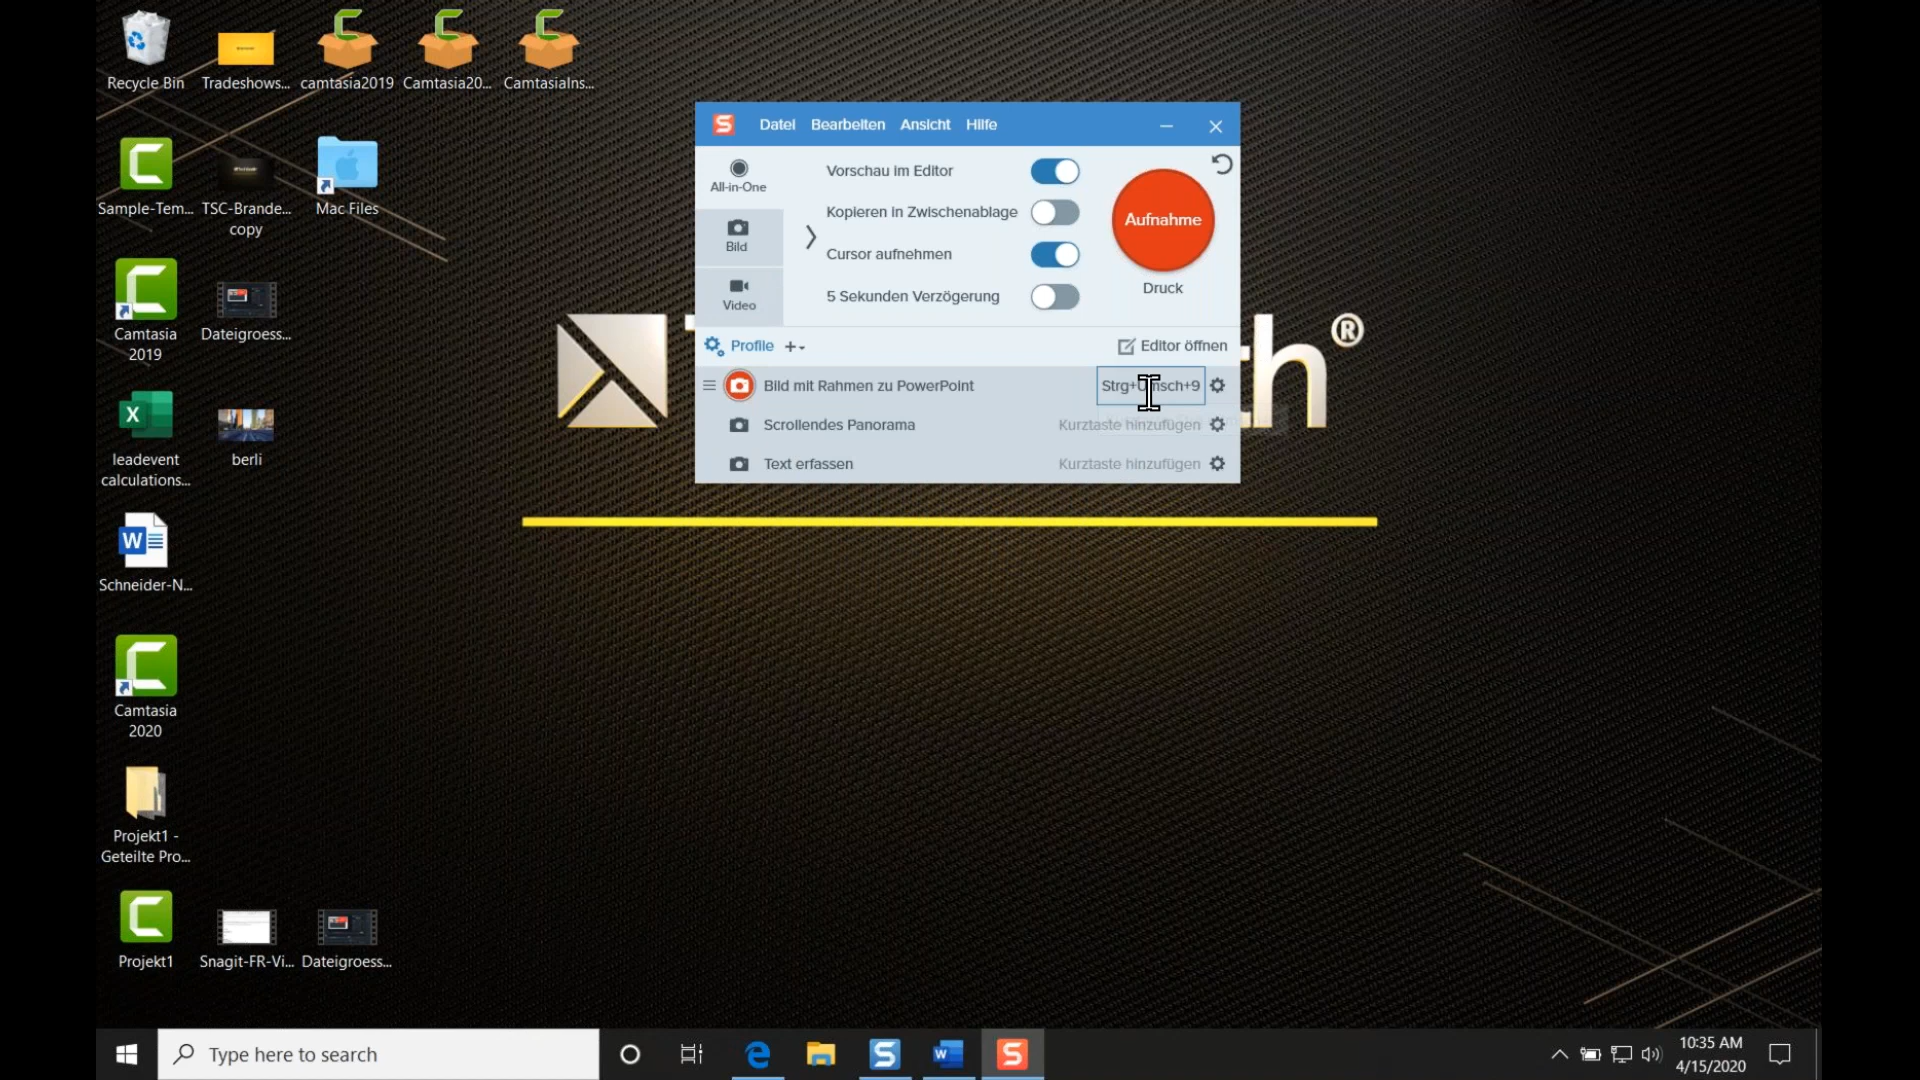 Recycle Bin
Tradeshows...
camtasia2019
Camtasia20...
CamtasiaIns...
Sample-Tem...
TSC-Brande...
copy
Mac Files
Camtasia
2019
Dateigroess...
leadevent
calculations...
berli
Schneider-N...
Camtasia
2020
Projekt1 -
Geteilte Pro...
Projekt1
Snagit-FR-Vi...
Dateigroess...
Datei Bearbeiten Ansicht Hilfe
All-in-One
Bild
Video
Vorschau im Editor
Kopieren in Zwischenablage
Cursor aufnehmen
5 Sekunden Verzögerung
Aufnahme
Druck
Profile
Editor öffnen
Bild mit Rahmen zu PowerPoint
Strg+Umsch+9
Scrollendes Panorama
Kurztaste hinzufügen
Text erfassen
Kurztaste hinzufügen
h®
Type here to search
10:35 AM
4/15/2020